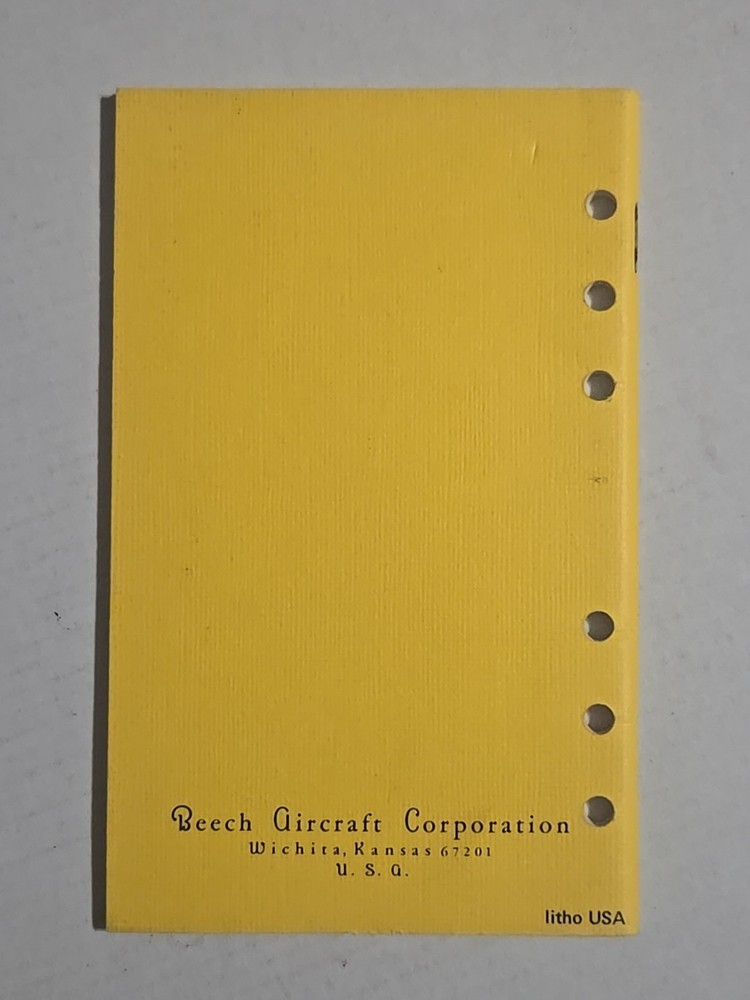 Beech Aircraft Corporation
Wichita, Kansas 67201
U. S. A.
litho USA